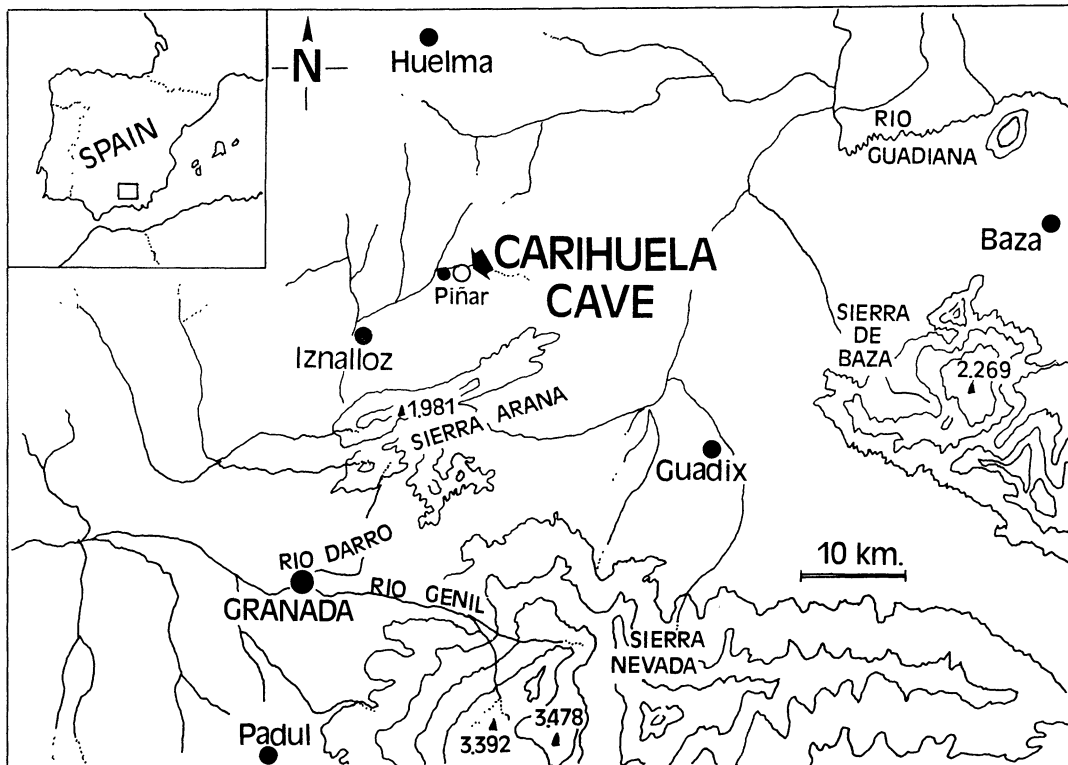 N
Huelma
SPAIN
RIO
GUADIANA
Baza
CARIHUELA
CAVE
Piñar
SIERRA
DE
BAZA
Iznalloz
2.269
1.981
SIERRA ARANA
Guadix
RIO DARRO
10 km.
GRANADA
RIO GENIL
SIERRA
NEVADA
Padul
3.392
3.478